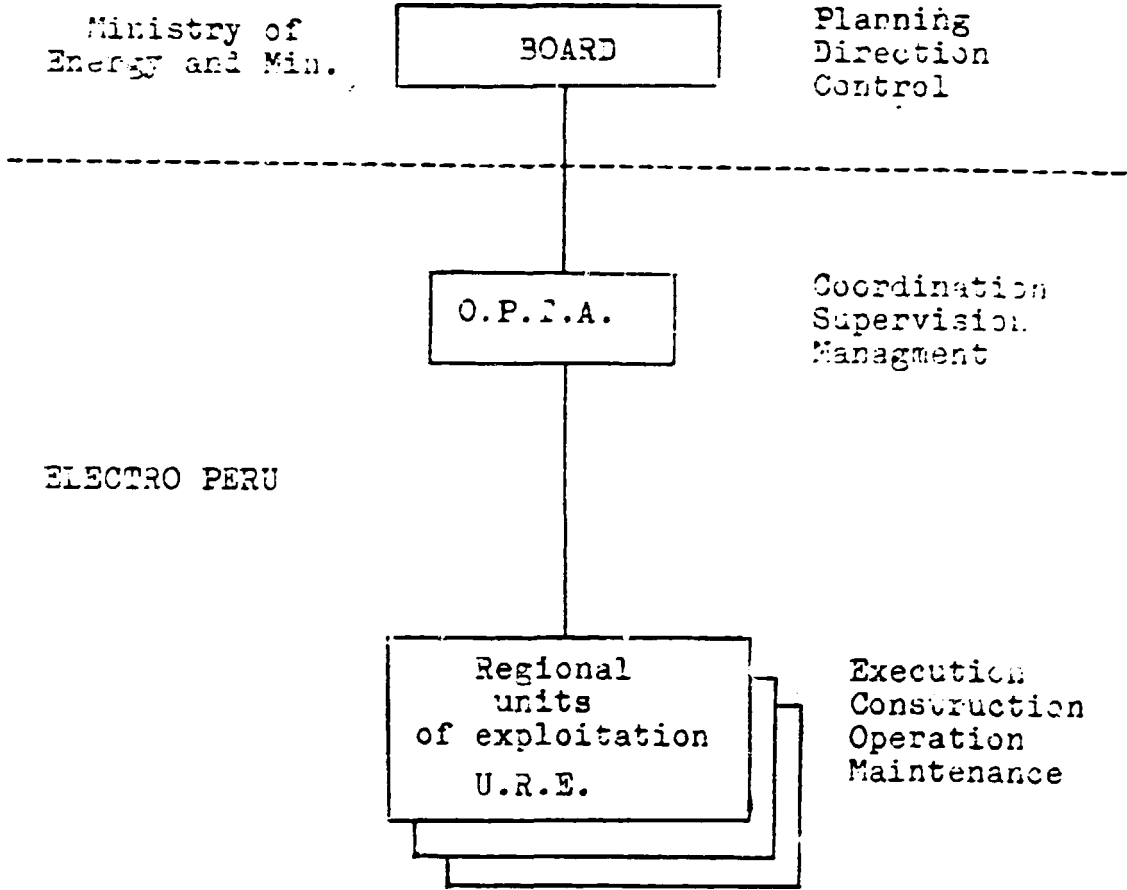 Ministry of
Energy and Min.
BOARD
Planning
Direction
Control
O.P.I.A.
Coordination
Supervision
Managment
ELECTRO PERU
Regional
units
of exploitation
U.R.E.
Execution
Construction
Operation
Maintenance